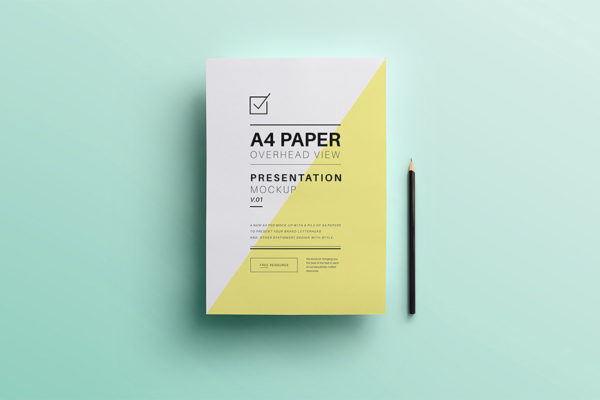 A4 PAPER
OVERHEAD VIEW
PRESENTATION
MOCKUP
V.01
A NEW A4 PSD MOCK-UP WITH A PILE OF A4 PAPERS
TO PRESENT YOUR BRAND LETTERHEAD
AND OTHER STATIONERY DESIGN WITH STYLE.
FREE RESOURCE